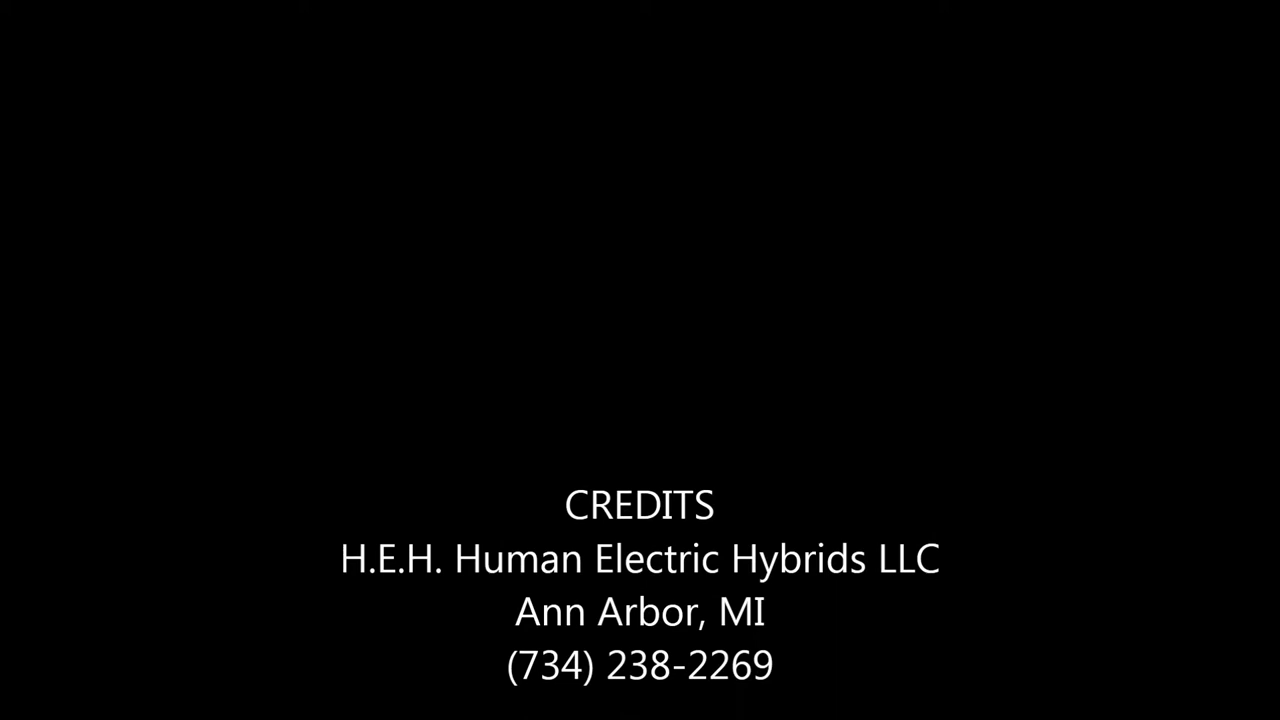 CREDITS
H.E.H. Human Electric Hybrids LLC
Ann Arbor, MI
(734) 238-2269